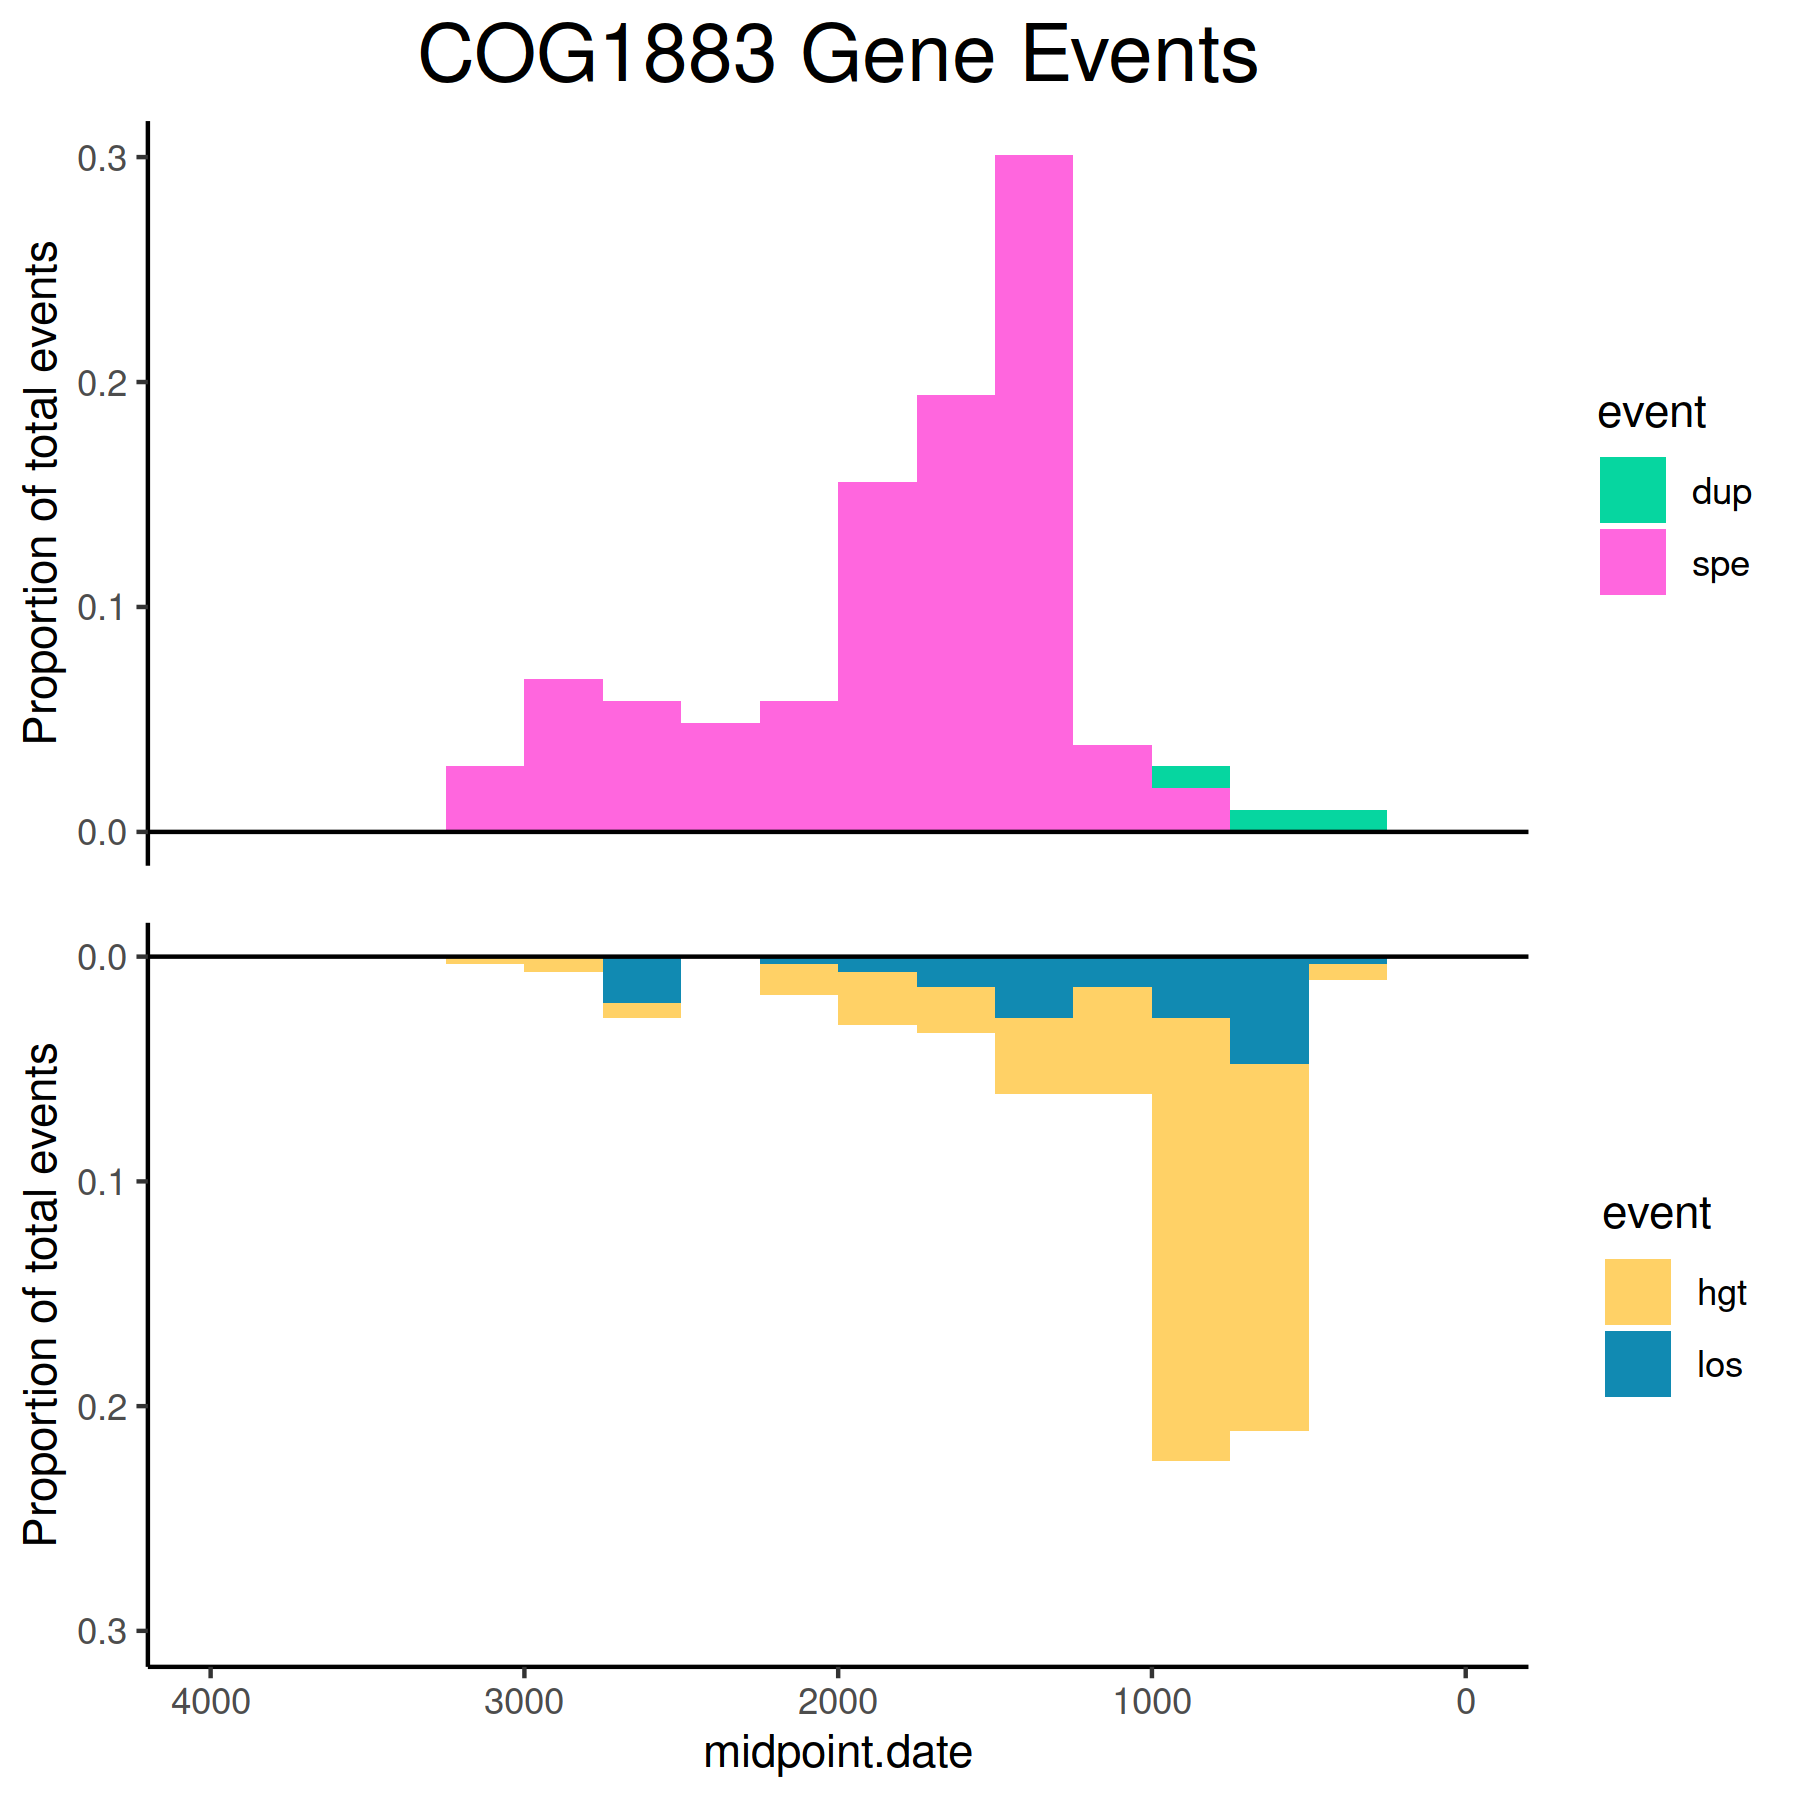 COG1883 Gene Events
Proportion of total events
0.3
0.2
0.1
0.0
event
dup
spe
Proportion of total events
0.0
0.1
0.2
0.3
event
hgt
los
4000 3000 2000 1000 0
midpoint.date